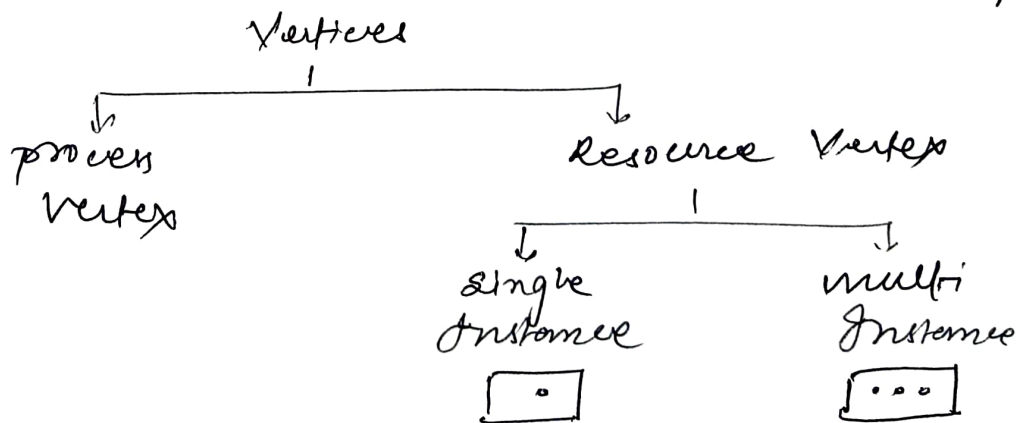 Vertices
process
Vertex
Resource Vertex
Single
Instance
multi
Instance